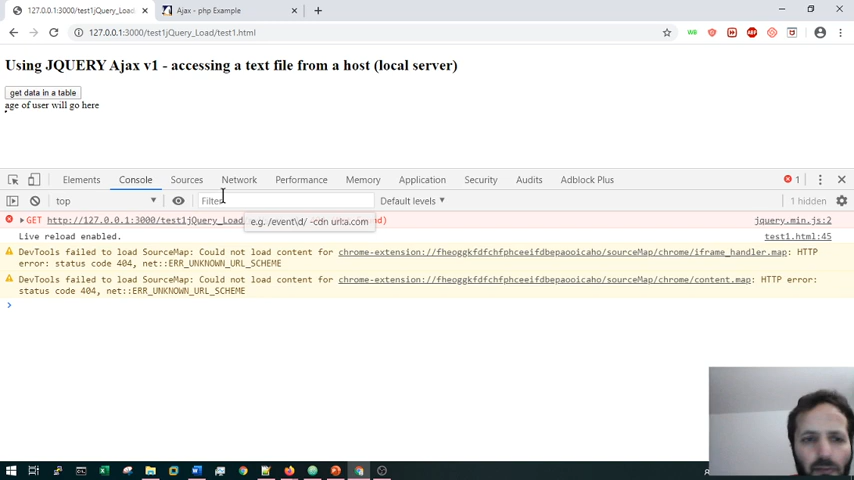 127.0.0.1:3000/test1jQuery_Load/
Ajax - php Example
127.0.0.1:3000/test1jQuery_Load/test1.html
Using JQUERY Ajax v1 - accessing a text file from a host (local server)
get data in a table
age of user will go here
Elements Console Sources Network Performance Memory Application Security Audits Adblock Plus 1
top Filter Default levels 1 hidden
GET http://127.0.0.1:3000/test1jQuery_Load jquery.min.js:2
e.g. /event\d/ -cdn url:a.com
Live reload enabled. test1.html:45
DevTools failed to load SourceMap: Could not load content for chrome-extension://fheoggkfdfchfphceeifdbepaooicaho/sourceMap/chrome/iframe_handler.map: HTTP
error: status code 404, net::ERR_UNKNOWN_URL_SCHEME
DevTools failed to load SourceMap: Could not load content for chrome-extension://fheoggkfdfchfphceeifdbepaooicaho/sourceMap/chrome/content.map: HTTP error:
status code 404, net::ERR_UNKNOWN_URL_SCHEME